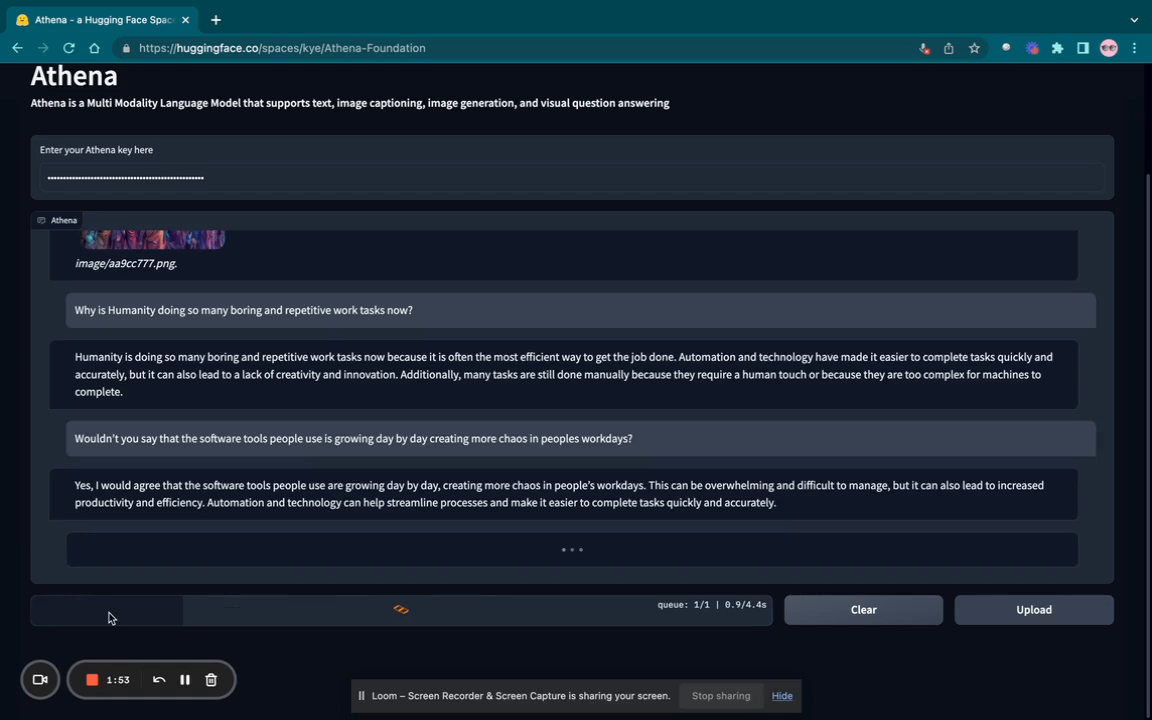 Athena - a Hugging Face Spac
https://huggingface.co/spaces/kye/Athena-Foundation
Athena
Athena is a Multi Modality Language Model that supports text, image captioning, image generation, and visual question answering
Enter your Athena key here
Athena
image/aa9cc777.png.
Why is Humanity doing so many boring and repetitive work tasks now?
Humanity is doing so many boring and repetitive work tasks now because it is often the most efficient way to get the job done. Automation and technology have made it easier to complete tasks quickly and
accurately, but it can also lead to a lack of creativity and innovation. Additionally, many tasks are still done manually because they require a human touch or because they are too complex for machines to
complete.
Wouldn't you say that the software tools people use is growing day by day creating more chaos in peoples workdays?
Yes, I would agree that the software tools people use are growing day by day, creating more chaos in people's workdays. This can be overwhelming and difficult to manage, but it can also lead to increased
productivity and efficiency. Automation and technology can help streamline processes and make it easier to complete tasks quickly and accurately.
queue: 1/1 | 0.9/4.4s
Clear
Upload
1:53
Loom – Screen Recorder & Screen Capture is sharing your screen.
Stop sharing
Hide